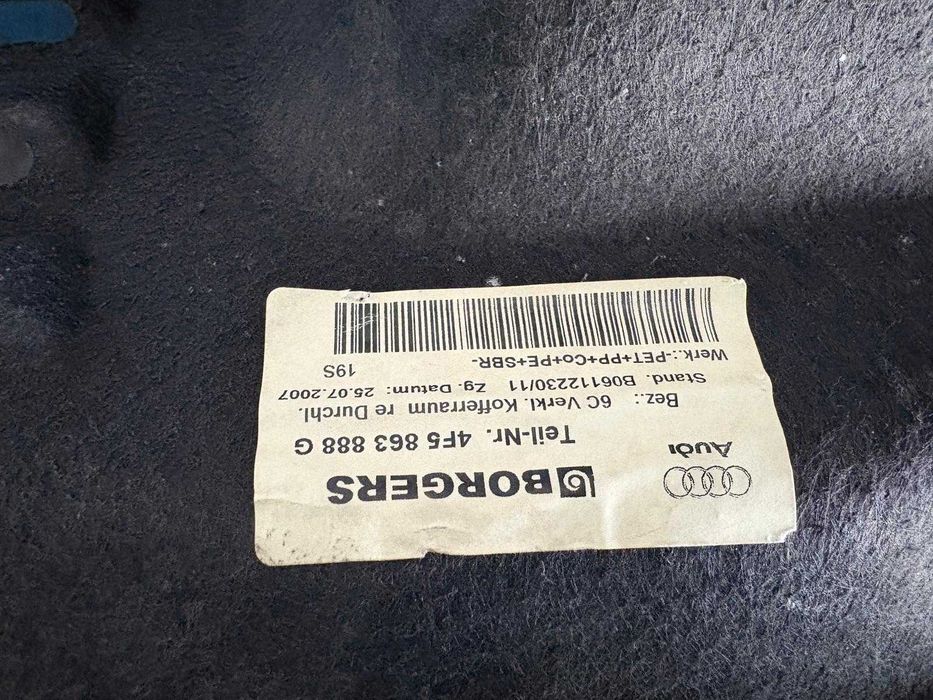 Audi
BORGERS
Teil-Nr. 4F5 863 888 G
Bez.: 6C Verkl. Kofferraum re Durchl.
Stand. B06112230/11 Zg. Datum: 25.07.2007
Werk.:-PET+PP+Co+PE+SBR-
19S